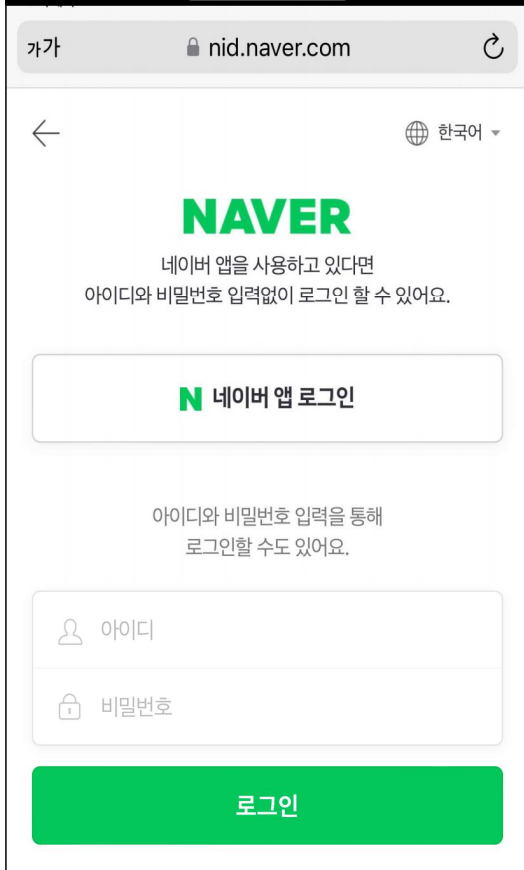 가가 nid.naver.com
한국어
NAVER
네이버 앱을 사용하고 있다면
아이디와 비밀번호 입력없이 로그인 할 수 있어요.
N 네이버 앱 로그인
아이디와 비밀번호 입력을 통해
로그인할 수도 있어요.
아이디
비밀번호
로그인